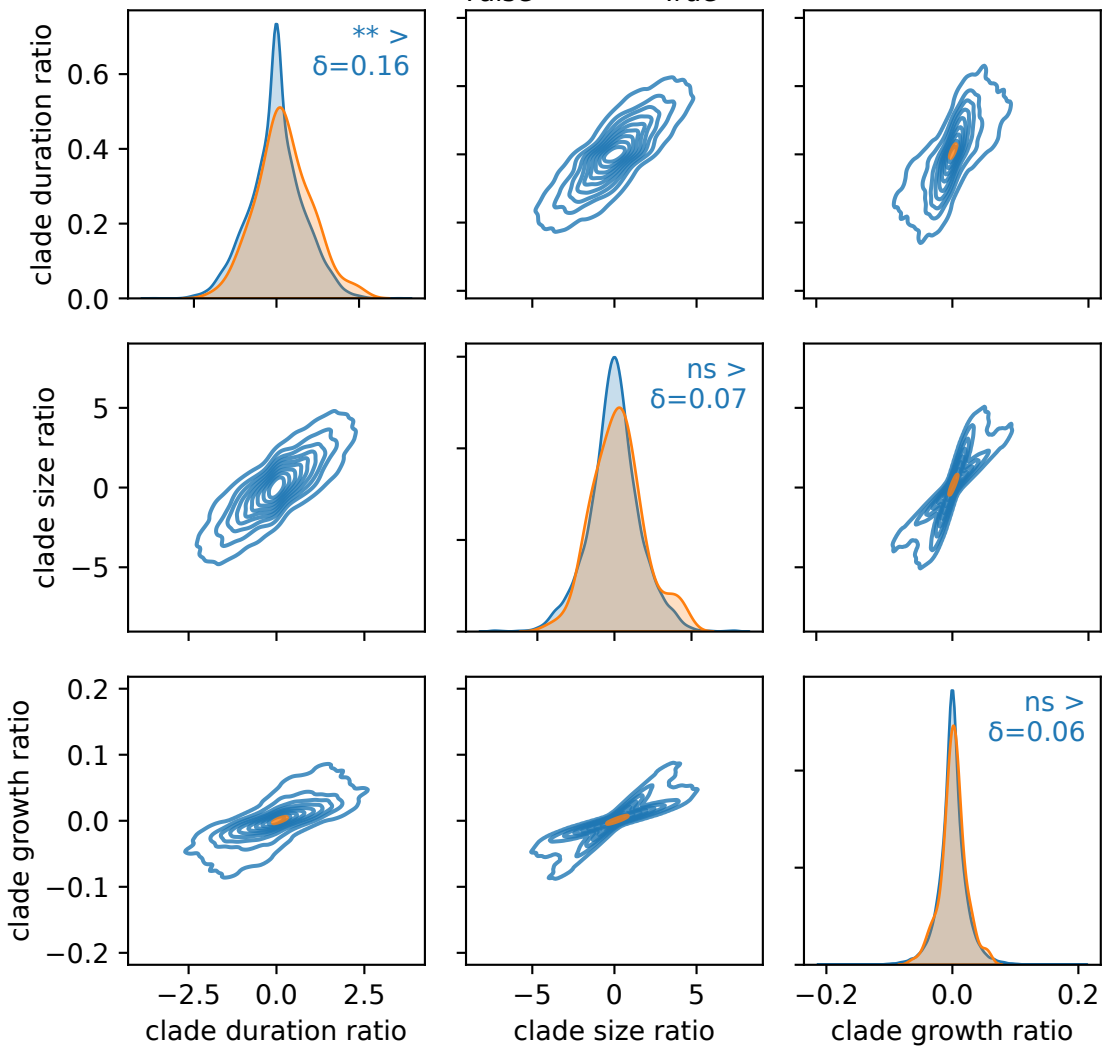 clade duration ratio
0.6
0.4
0.2
0.0
** >
δ=0.16
clade size ratio
5
0
−5
ns >
δ=0.07
clade growth ratio
0.2
0.1
0.0
−0.1
−0.2
ns >
δ=0.06
−2.5 0.0 2.5
clade duration ratio
−5 0 5
clade size ratio
−0.2 0.0 0.2
clade growth ratio